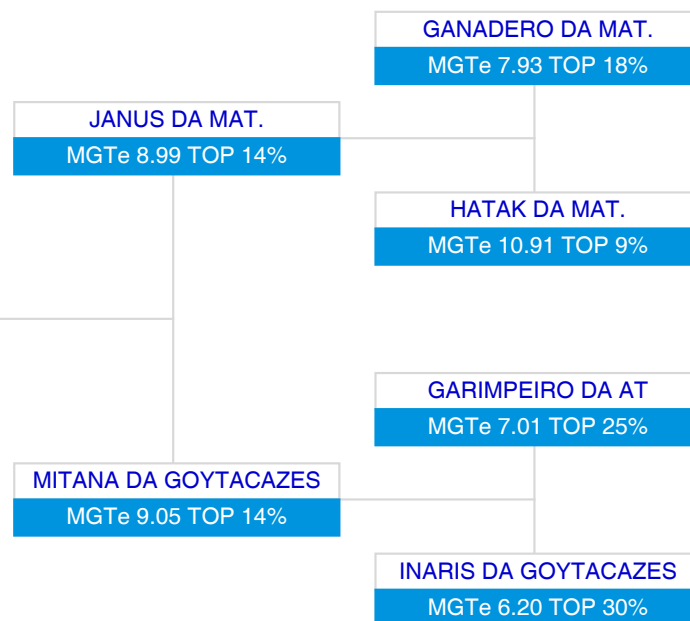 GANADERO DA MAT.
MGTe 7.93 TOP 18%
JANUS DA MAT.
MGTe 8.99 TOP 14%
HATAK DA MAT.
MGTe 10.91 TOP 9%
GARIMPEIRO DA AT
MGTe 7.01 TOP 25%
MITANA DA GOYTACAZES
MGTe 9.05 TOP 14%
INARIS DA GOYTACAZES
MGTe 6.20 TOP 30%